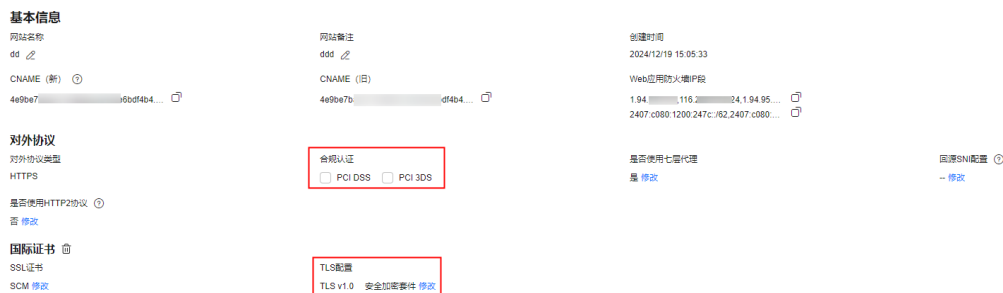 基本信息
网站名称 网站备注 创建时间
dd ddd 2024/12/19 15:05:33
CNAME（新） CNAME（旧） Web应用防火墙IP段
4e9be7 e6bdf4b4.... 4e9be7b df4b4.... 1.94. ,116.2 24,1.94.95....
2407:c080:1200:247c::/62,2407:c080:...
对外协议
对外协议类型 合规认证 是否使用七层代理 回源SNI配置
HTTPS PCI DSS PCI 3DS 是 修改 -- 修改
是否使用HTTP2协议
否 修改
国际证书
SSL证书 TLS配置
SCM 修改 TLS v1.0 安全加密套件 修改